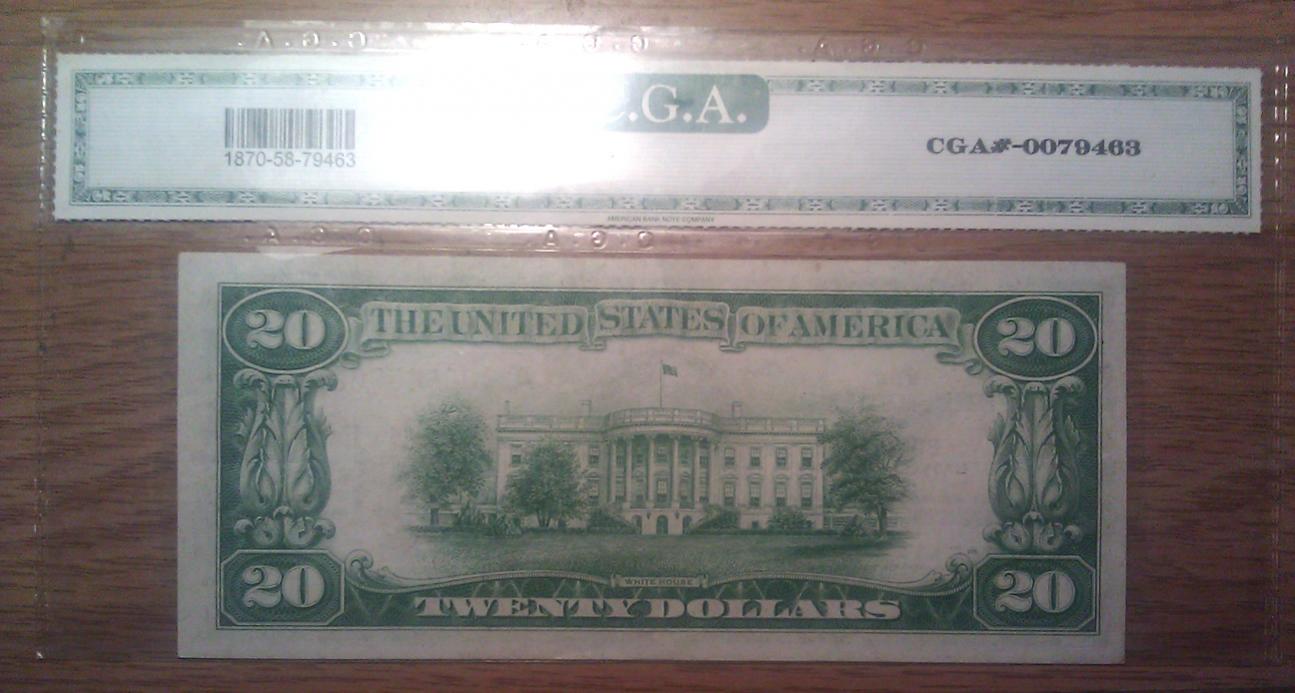 C.G.A.
1870-58-79463
CGA#-0079463
AMERICAN BANK NOTE COMPANY
20 THE UNITED STATES OF AMERICA 20
WHITE HOUSE
20 TWENTY DOLLARS 20